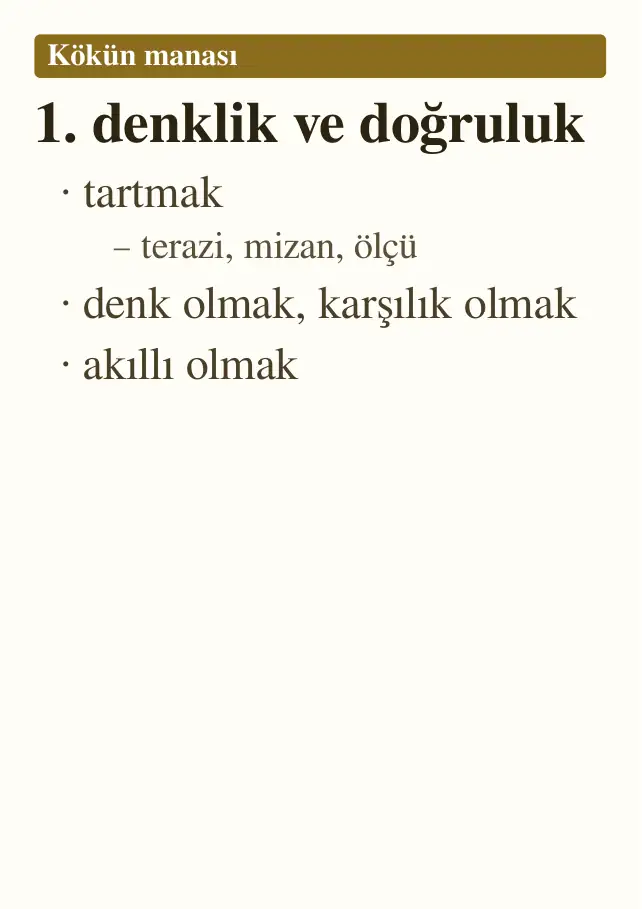 Kökün manası
1. denklik ve doğruluk
· tartmak
– terazi, mizan, ölçü
· denk olmak, karşılık olmak
· akıllı olmak